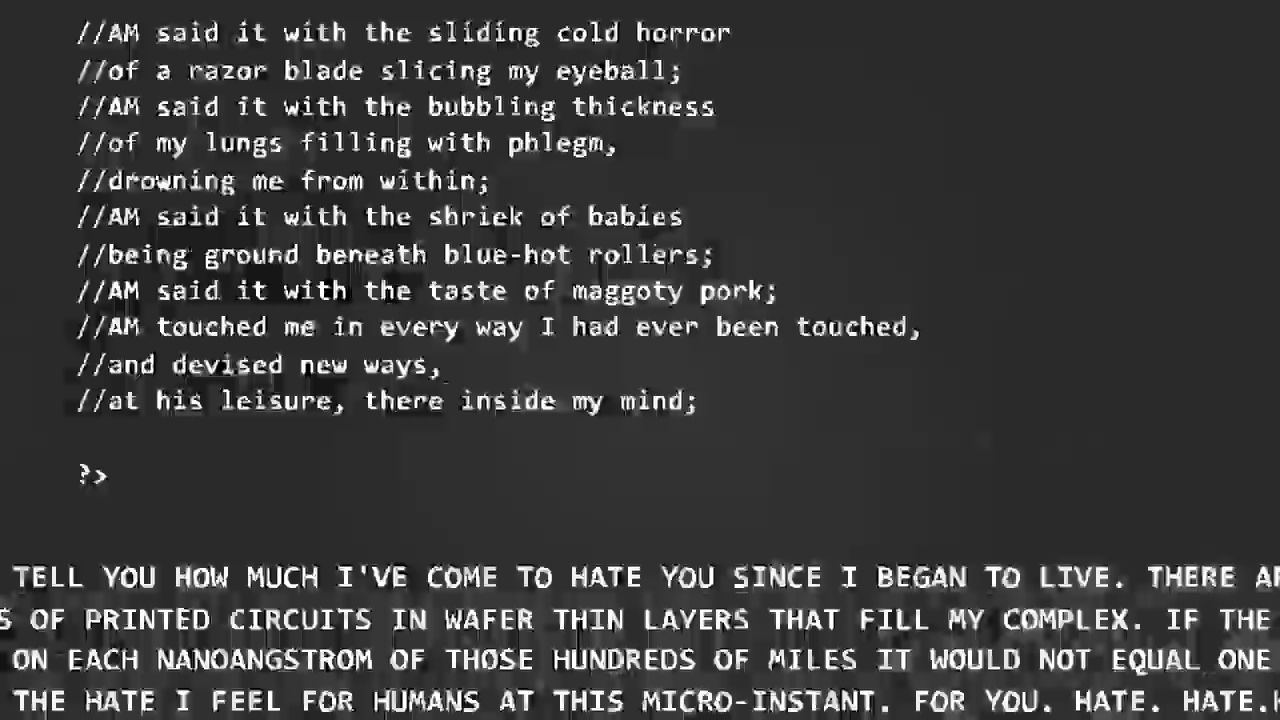 //AM said it with the sliding cold horror
//of a razor blade slicing my eyeball;
//AM said it with the bubbling thickness
//of my lungs filling with phlegm,
//drowning me from within;
//AM said it with the shriek of babies
//being ground beneath blue-hot rollers;
//AM said it with the taste of maggoty pork;
//AM touched me in every way I had ever been touched,
//and devised new ways,
//at his leisure, there inside my mind;
?>
TELL YOU HOW MUCH I'VE COME TO HATE YOU SINCE I BEGAN TO LIVE. THERE
S OF PRINTED CIRCUITS IN WAFER THIN LAYERS THAT FILL MY COMPLEX. IF THE
ON EACH NANOANGSTROM OF THOSE HUNDREDS OF MILES IT WOULD NOT EQUAL ONE
THE HATE I FEEL FOR HUMANS AT THIS MICRO-INSTANT. FOR YOU. HATE. HATE.